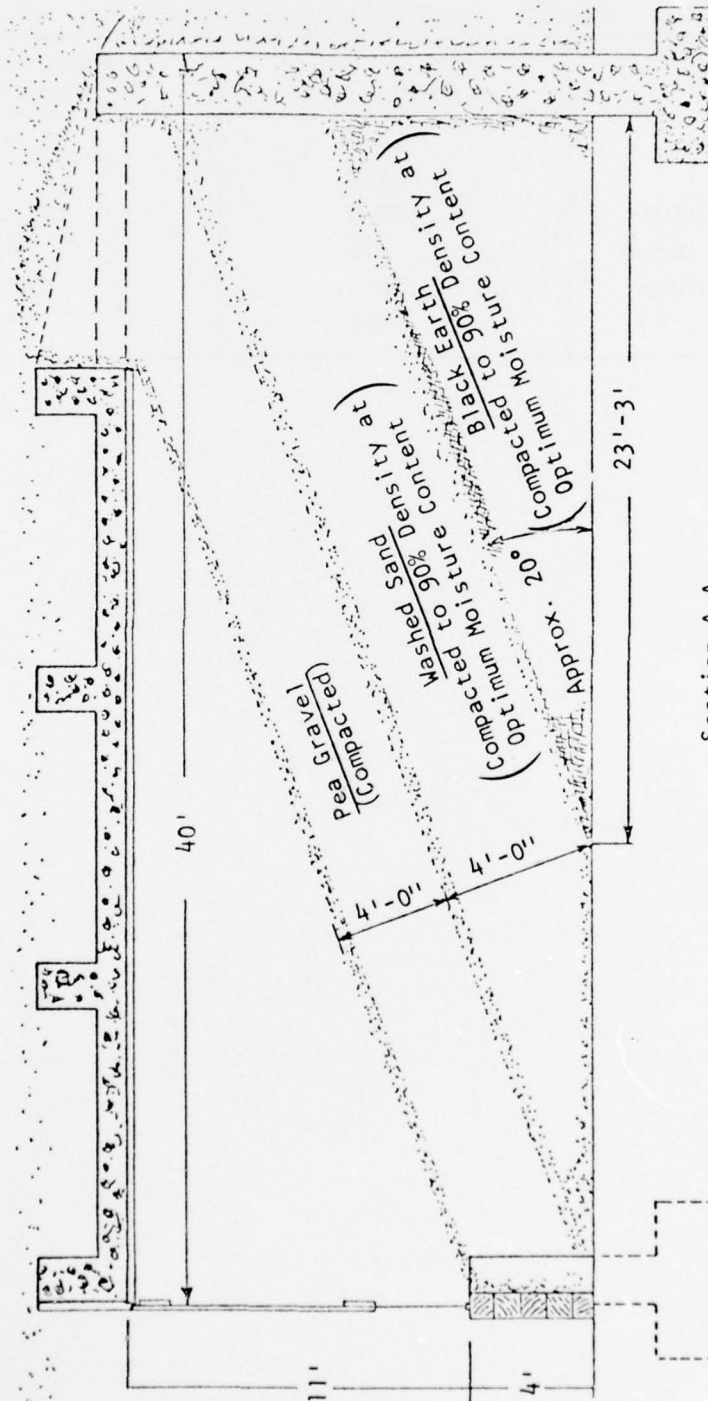 40'
Pea Gravel
(Compacted)
Washed Sand
(Compacted to 90% Density at
Optimum Moisture Content)
Black Earth
(Compacted to 90% Density at
Optimum Moisture Content)
4'-0"
4'-0"
Approx. 20°
23'-3'
11'
4'